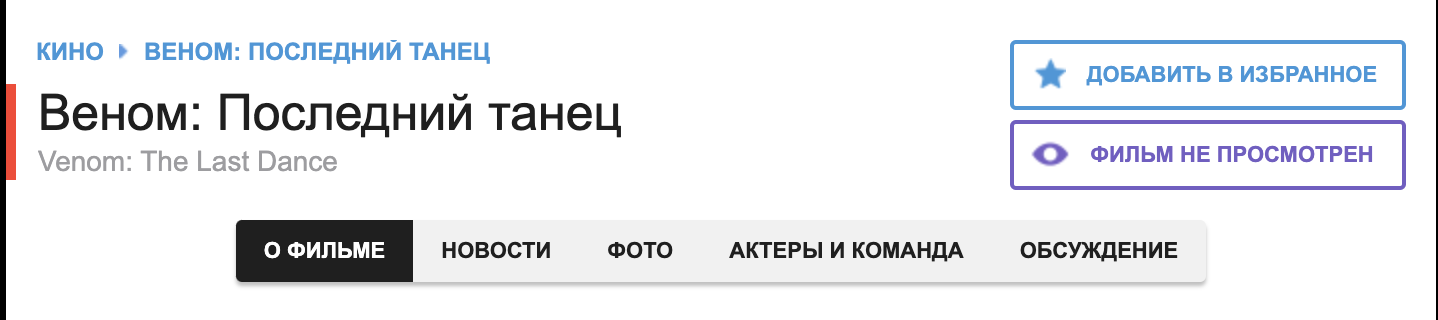 КИНО ВЕНОМ: ПОСЛЕДНИЙ ТАНЕЦ
Веном: Последний танец
Venom: The Last Dance
ДОБАВИТЬ В ИЗБРАННОЕ
ФИЛЬМ НЕ ПРОСМОТРЕН
О ФИЛЬМЕ НОВОСТИ ФОТО АКТЕРЫ И КОМАНДА ОБСУЖДЕНИЕ